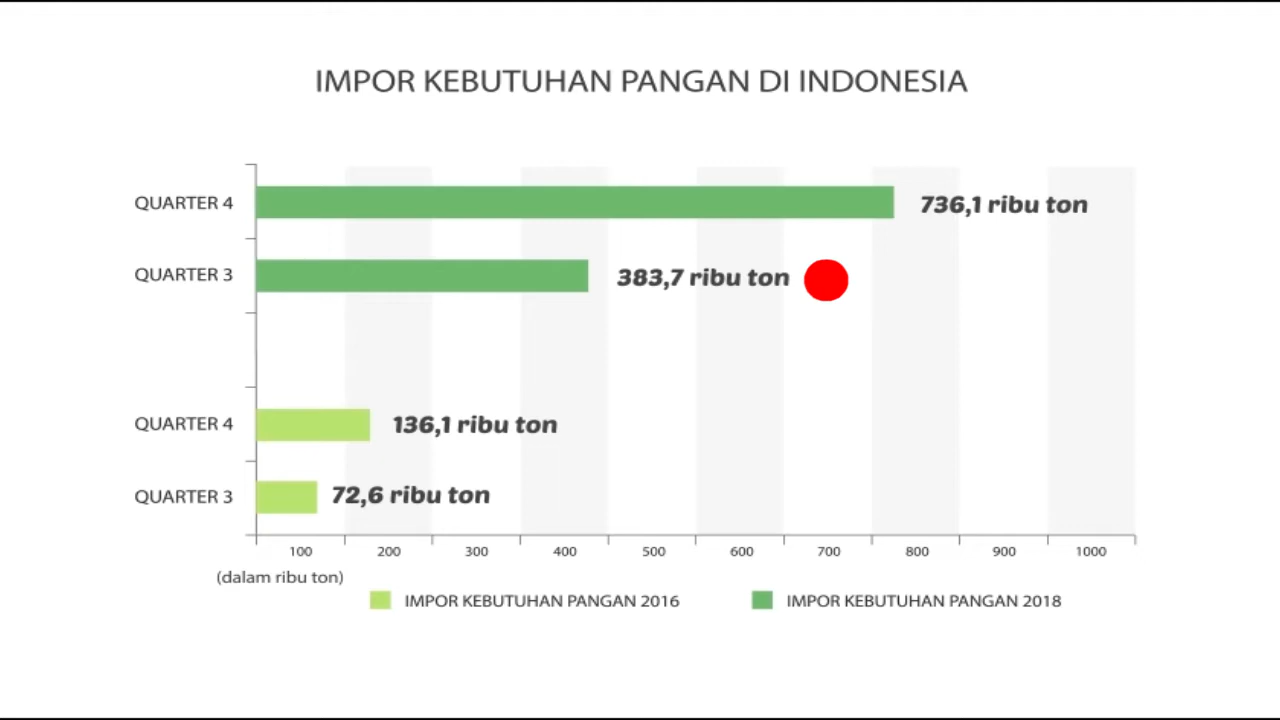 IMPOR KEBUTUHAN PANGAN DI INDONESIA
QUARTER 4
736,1 ribu ton
QUARTER 3
383,7 ribu ton
QUARTER 4
136,1 ribu ton
QUARTER 3
72,6 ribu ton
100 200 300 400 500 600 700 800 900 1000
(dalam ribu ton)
IMPOR KEBUTUHAN PANGAN 2016
IMPOR KEBUTUHAN PANGAN 2018